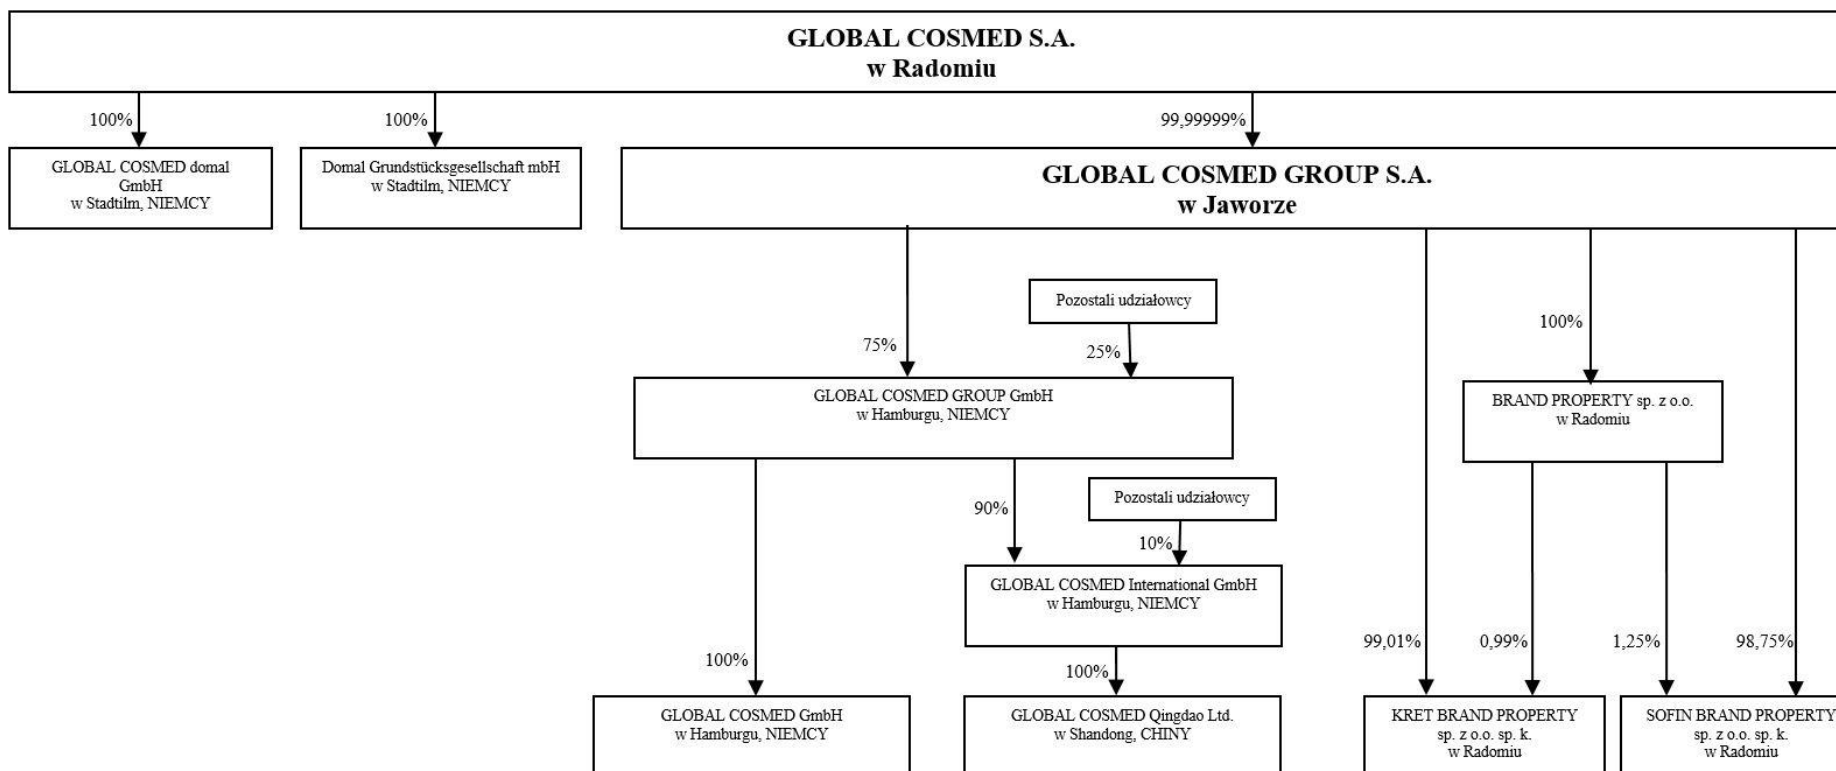 GLOBAL COSMED S.A.
w Radomiu
100%
100%
99,99999%
GLOBAL COSMED domal
GmbH
w Stadtilm, NIEMCY
Domal Grundstücksgesellschaft mbH
w Stadtilm, NIEMCY
GLOBAL COSMED GROUP S.A.
w Jaworze
Pozostali udziałowcy
75%
25%
100%
GLOBAL COSMED GROUP GmbH
w Hamburgu, NIEMCY
BRAND PROPERTY sp. z o.o.
w Radomiu
Pozostali udziałowcy
90%
10%
GLOBAL COSMED International GmbH
w Hamburgu, NIEMCY
100%
100%
99,01%
0,99%
1,25%
98,75%
GLOBAL COSMED GmbH
w Hamburgu, NIEMCY
GLOBAL COSMED Qingdao Ltd.
w Shandong, CHINY
KRET BRAND PROPERTY
sp. z o.o. sp. k.
w Radomiu
SOFIN BRAND PROPERTY
sp. z o.o. sp. k.
w Radomiu